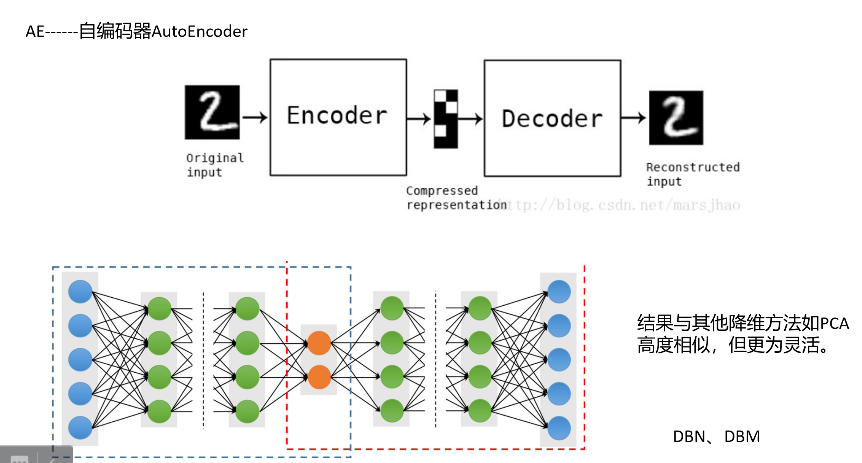 AE------自编码器AutoEncoder
Encoder
Decoder
Original
input
Compressed
representation
Reconstructed
input
http://blog.csdn.net/marsjhao
结果与其他降维方法如PCA
高度相似，但更为灵活。
DBN、DBM